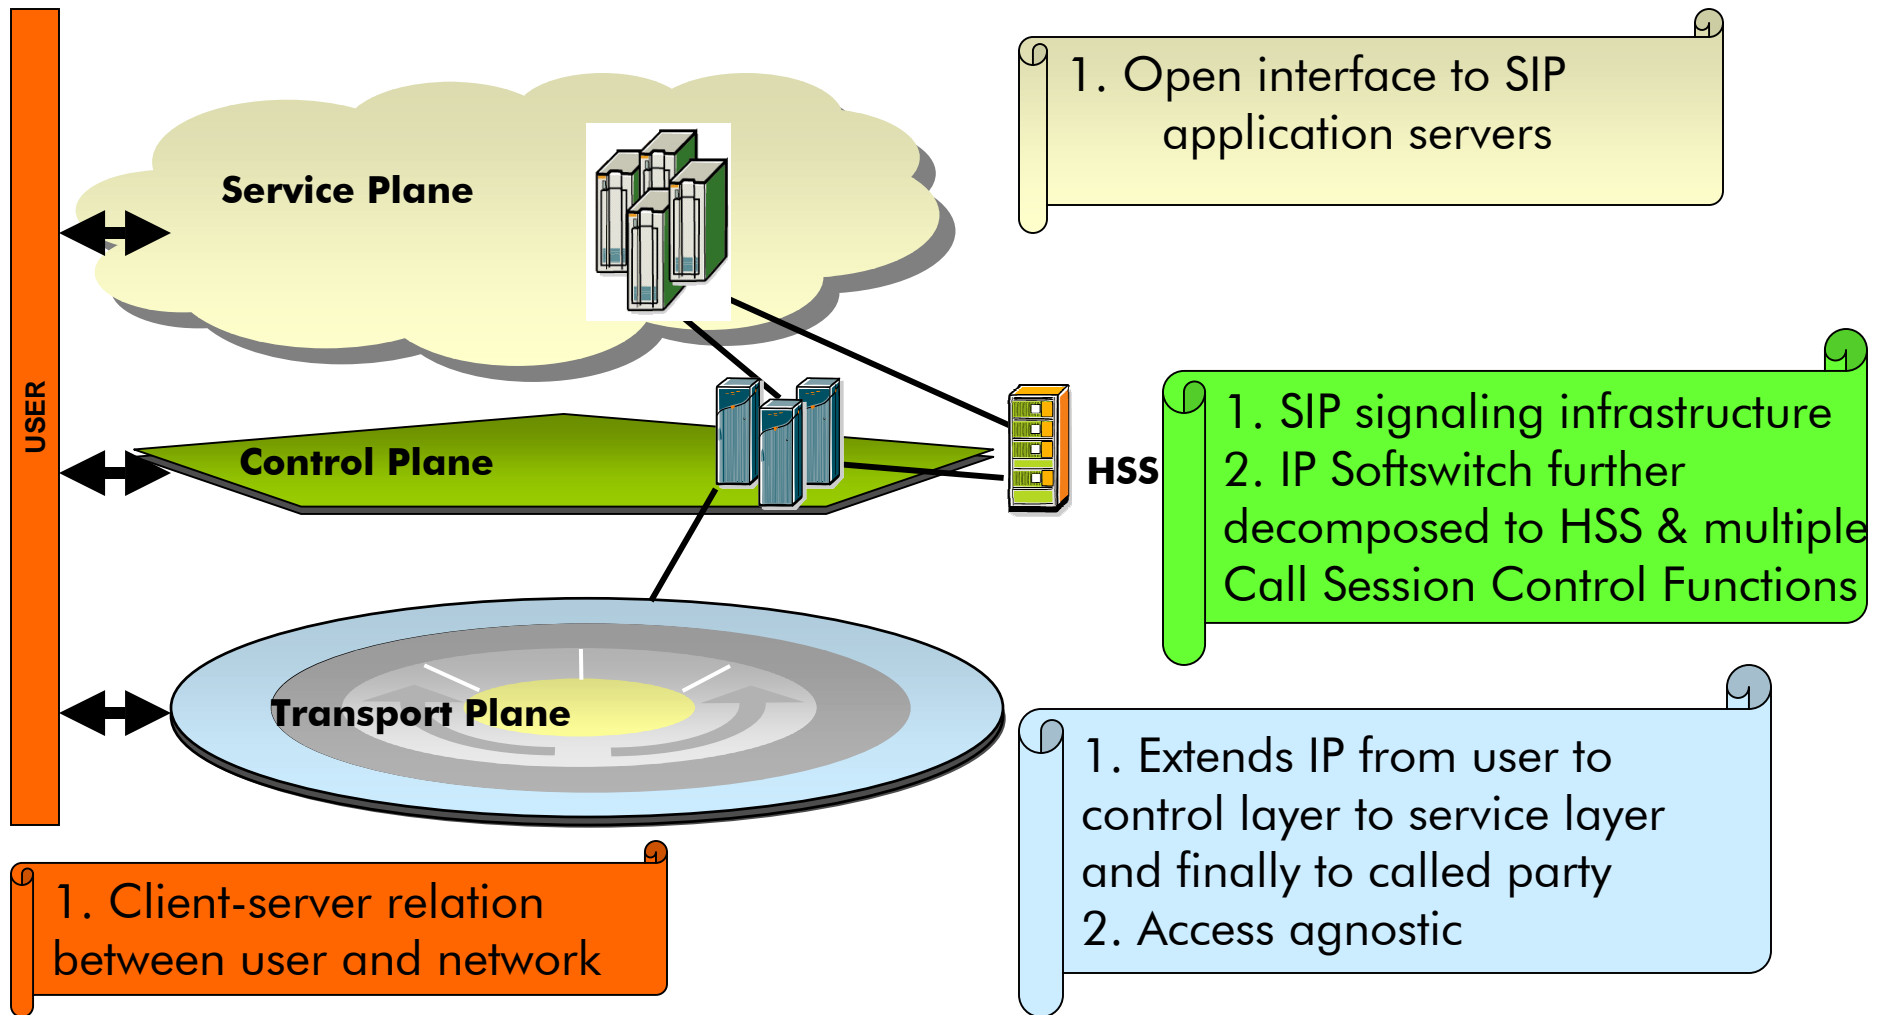 1. Open interface to SIP
application servers
Service Plane
USER
Control Plane
HSS
1. SIP signaling infrastructure
2. IP Softswitch further
decomposed to HSS & multiple
Call Session Control Functions
Transport Plane
1. Extends IP from user to
control layer to service layer
and finally to called party
2. Access agnostic
1. Client-server relation
between user and network